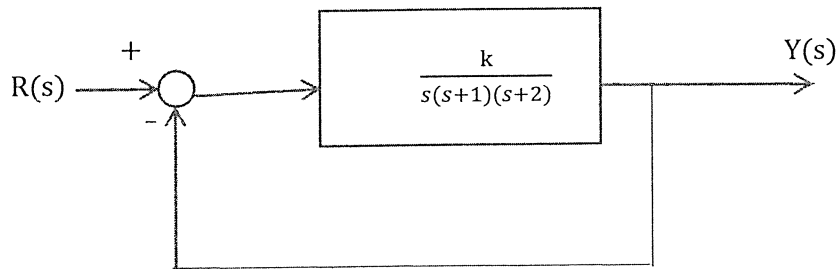 +
R(s)
-
k
s(s+1)(s+2)
Y(s)